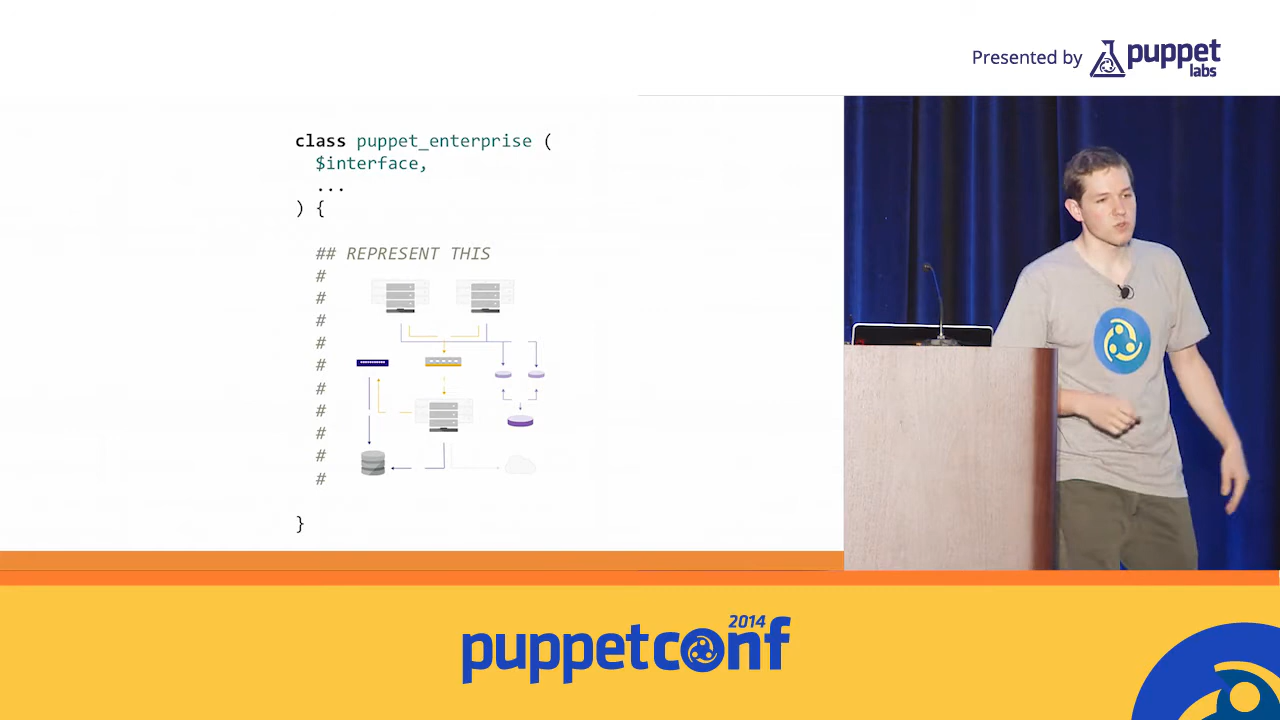 Presented by puppet labs
class puppet_enterprise (
$interface,
...
) {
## REPRESENT THIS
#
#
#
#
#
#
#
#
#
#
}
puppetconf 2014